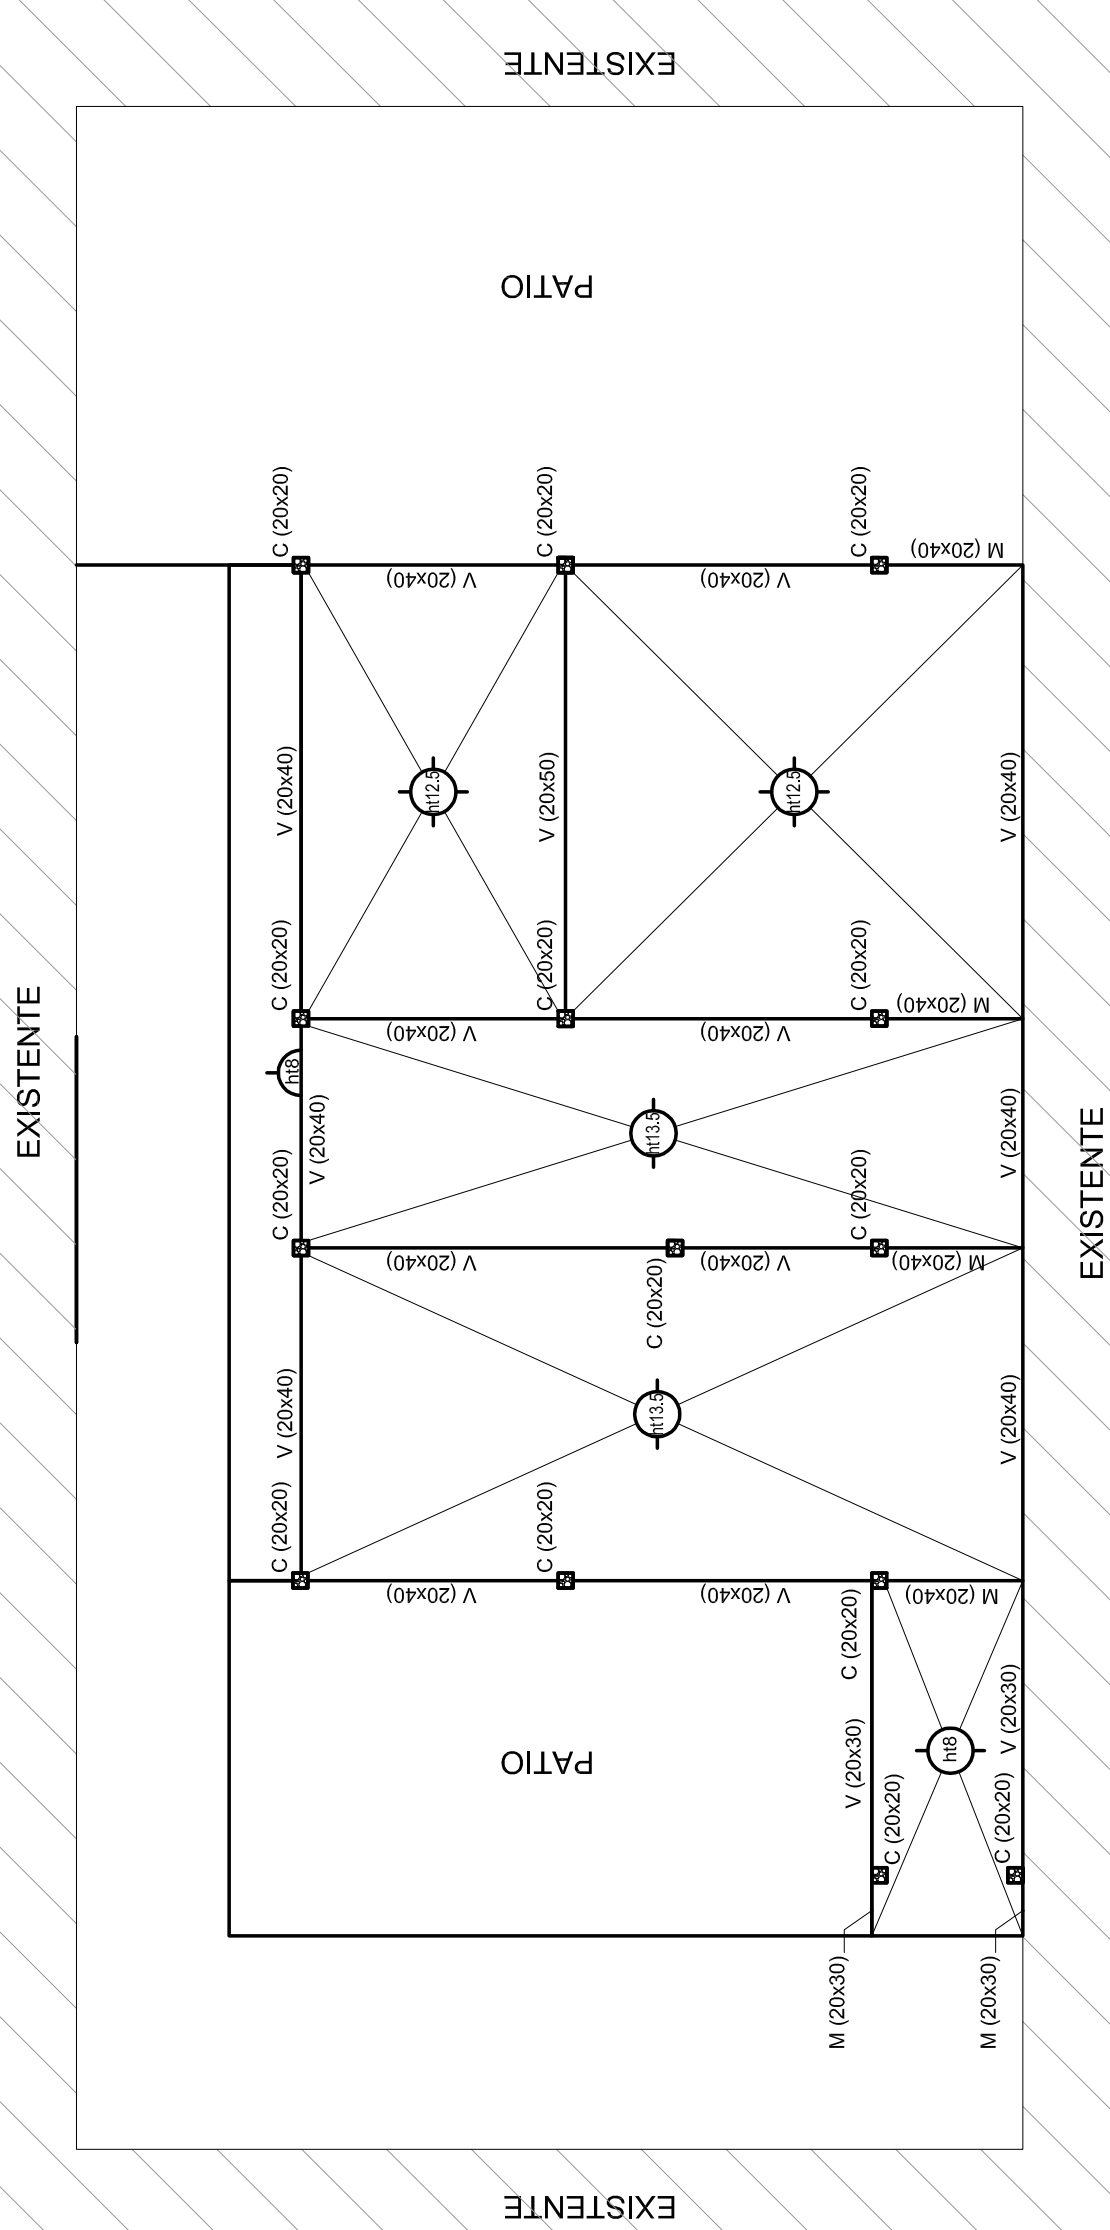 EXISTENTE
PATIO
C (20x20)
C (20x20)
C (20x20)
M (20x40)
V (20x40)
V (20x40)
V (20x40)
V (20x50)
V (20x40)
ht12.5
ht12.5
C (20x20)
C (20x20)
C (20x20)
M (20x40)
V (20x40)
V (20x40)
EXISTENTE
ht8
V (20x40)
ht13.5
V (20x40)
EXISTENTE
C (20x20)
C (20x20)
V (20x40)
V (20x40)
M (20x40)
C (20x20)
V (20x40)
ht13.5
V (20x40)
C (20x20)
C (20x20)
V (20x40)
V (20x40)
M (20x40)
C (20x20)
PATIO
V (20x30)
ht8
V (20x30)
C (20x20)
C (20x20)
M (20x30)
M (20x30)
EXISTENTE